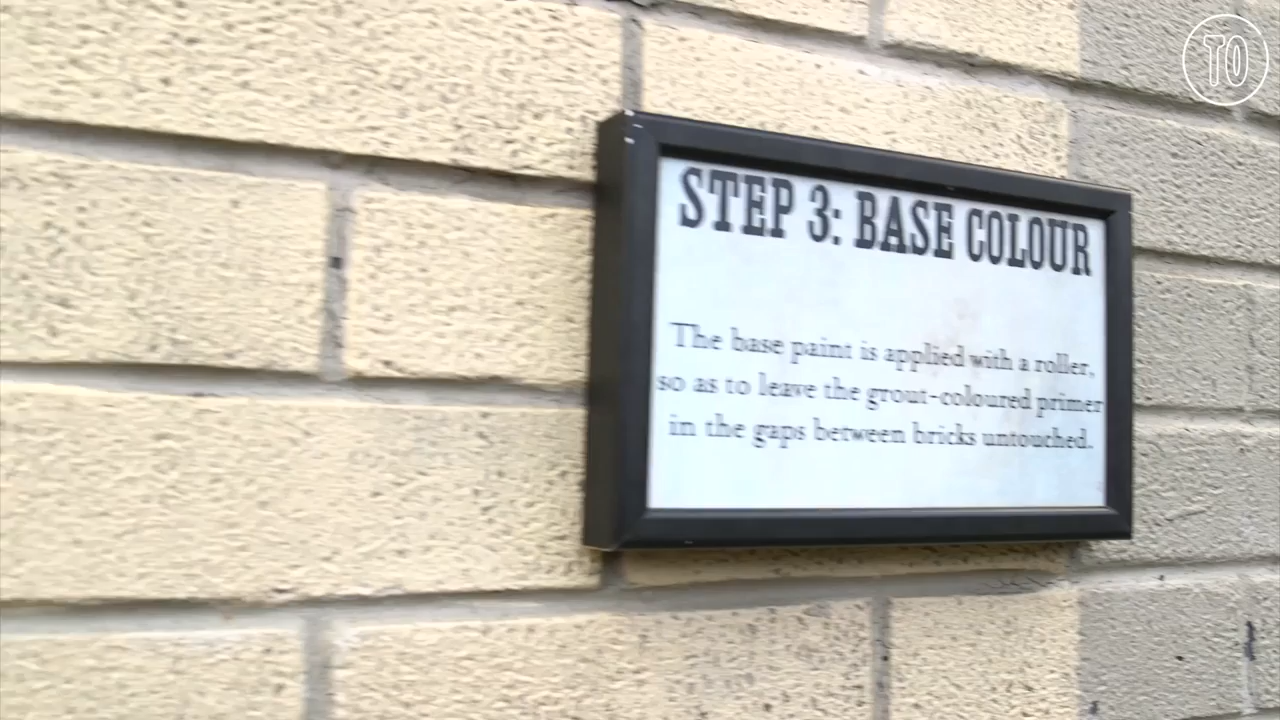 TO
STEP 3: BASE COLOUR
The base paint is applied with a roller,
so as to leave the grout-coloured primer
in the gaps between bricks untouched.